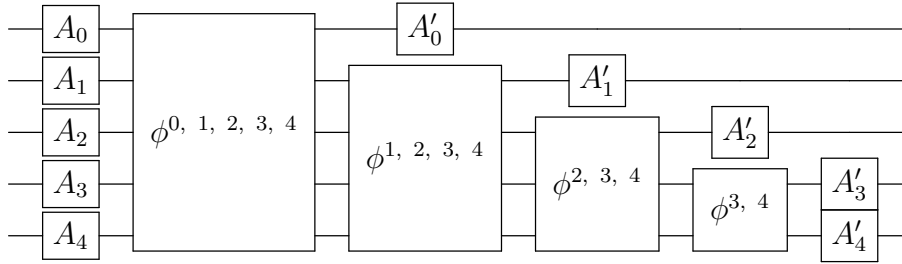 A₀ A′₀
A₁ A′₁
A₂ ϕ⁰, ¹, ², ³, ⁴ A′₂
ϕ¹, ², ³, ⁴
ϕ², ³, ⁴
A₃ ϕ³, ⁴ A′₃
A₄ A′₄